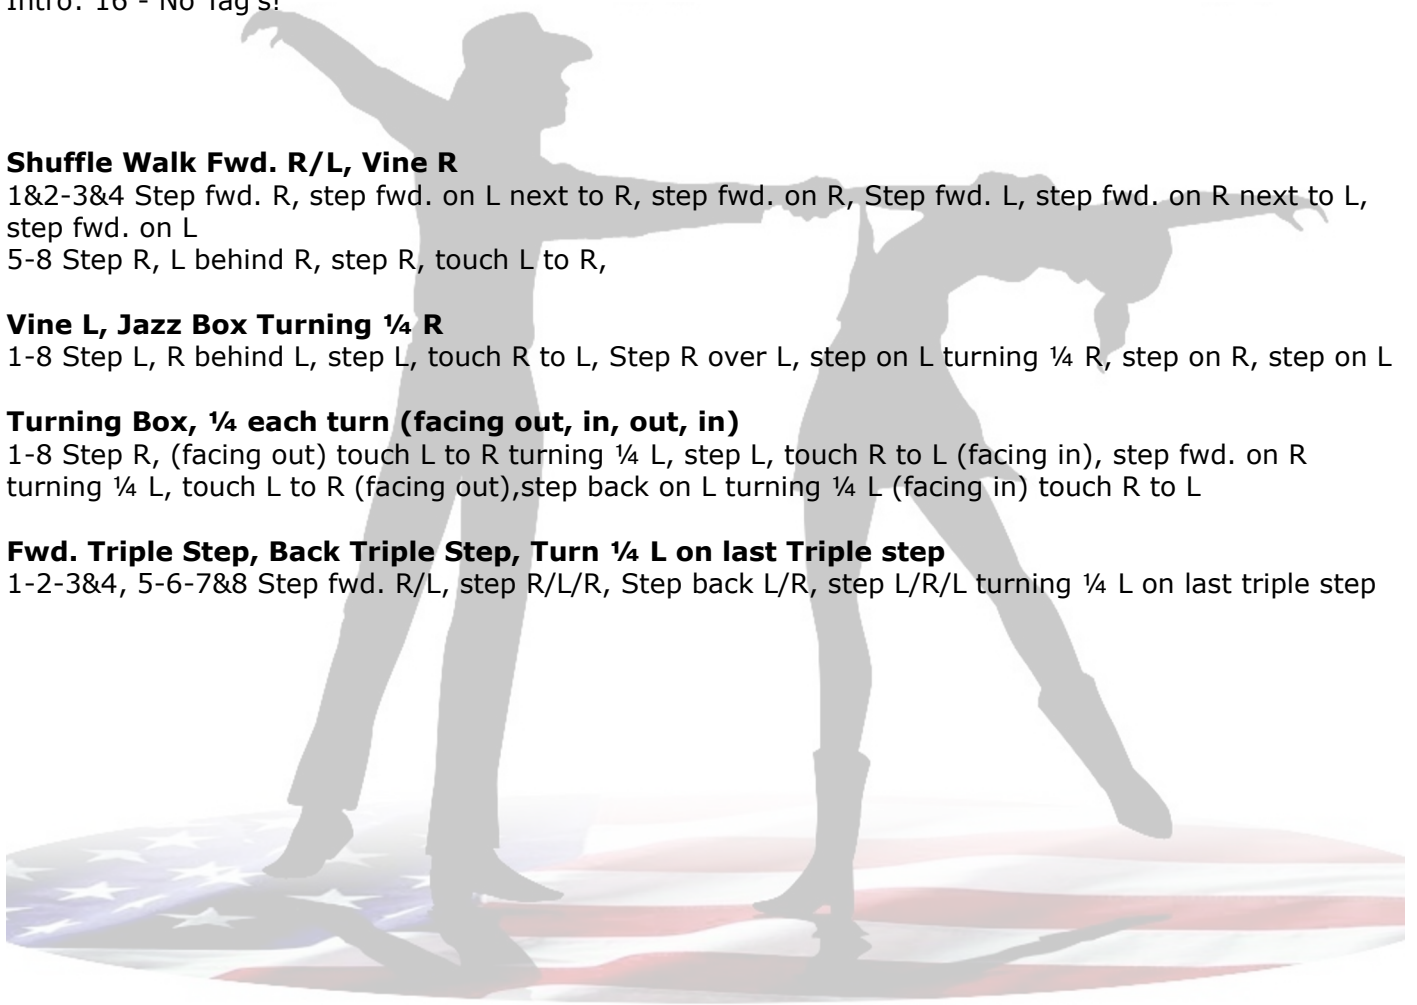 Intro: 16 - No Tag's!
Shuffle Walk Fwd. R/L, Vine R
1&2-3&4 Step fwd. R, step fwd. on L next to R, step fwd. on R, Step fwd. L, step fwd. on R next to L,
step fwd. on L
5-8 Step R, L behind R, step R, touch L to R,
Vine L, Jazz Box Turning ¼ R
1-8 Step L, R behind L, step L, touch R to L, Step R over L, step on L turning ¼ R, step on R, step on L
Turning Box, ¼ each turn (facing out, in, out, in)
1-8 Step R, (facing out) touch L to R turning ¼ L, step L, touch R to L (facing in), step fwd. on R
turning ¼ L, touch L to R (facing out),step back on L turning ¼ L (facing in) touch R to L
Fwd. Triple Step, Back Triple Step, Turn ¼ L on last Triple step
1-2-3&4, 5-6-7&8 Step fwd. R/L, step R/L/R, Step back L/R, step L/R/L turning ¼ L on last triple step